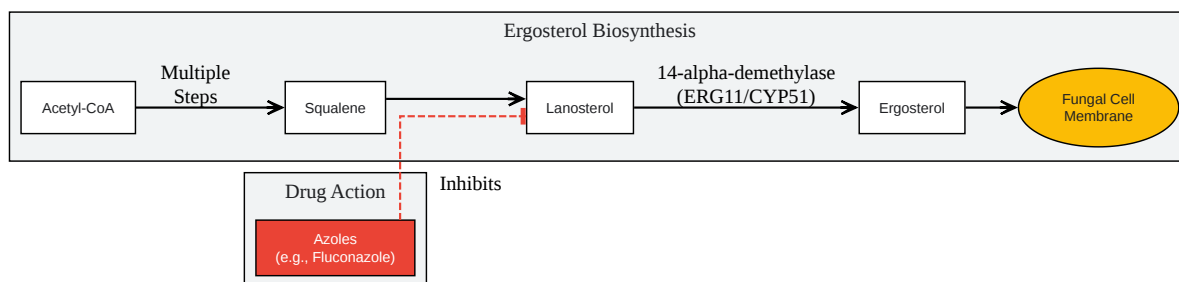 Ergosterol Biosynthesis
Multiple
Steps
14-alpha-demethylase
(ERG11/CYP51)
Acetyl-CoA
Squalene
Lanosterol
Ergosterol
Fungal Cell
Membrane
Inhibits
Drug Action
Azoles
(e.g., Fluconazole)